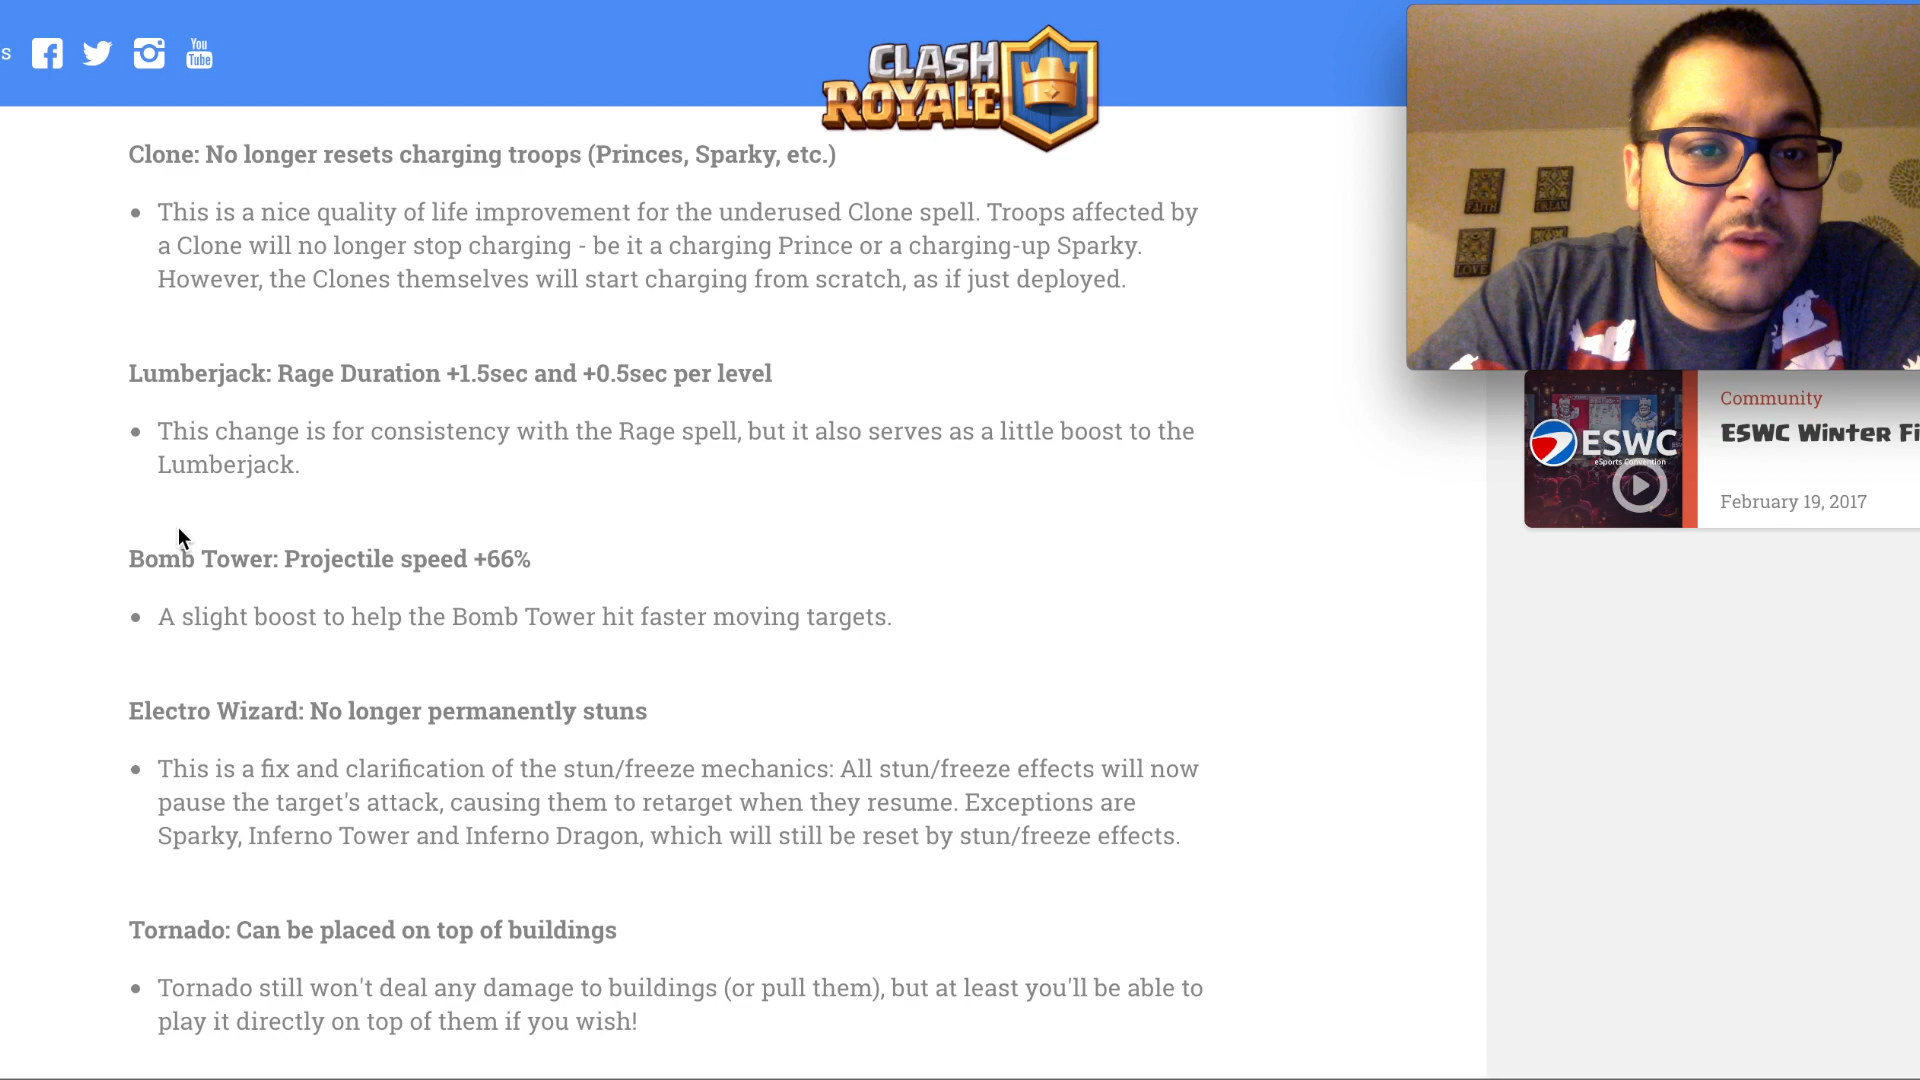 s
You
Tube
CLASH
ROYALE
Clone: No longer resets charging troops (Princes, Sparky, etc.)
This is a nice quality of life improvement for the underused Clone spell. Troops affected by
a Clone will no longer stop charging - be it a charging Prince or a charging-up Sparky.
However, the Clones themselves will start charging from scratch, as if just deployed.
Lumberjack: Rage Duration +1.5sec and +0.5sec per level
This change is for consistency with the Rage spell, but it also serves as a little boost to the
Lumberjack.
Bomb Tower: Projectile speed +66%
A slight boost to help the Bomb Tower hit faster moving targets.
Electro Wizard: No longer permanently stuns
This is a fix and clarification of the stun/freeze mechanics: All stun/freeze effects will now
pause the target's attack, causing them to retarget when they resume. Exceptions are
Sparky, Inferno Tower and Inferno Dragon, which will still be reset by stun/freeze effects.
Tornado: Can be placed on top of buildings
Tornado still won't deal any damage to buildings (or pull them), but at least you'll be able to
play it directly on top of them if you wish!
FAITH
DREAM
LOVE
ESWC
eSports Convention
Community
ESWC Winter Fi
February 19, 2017